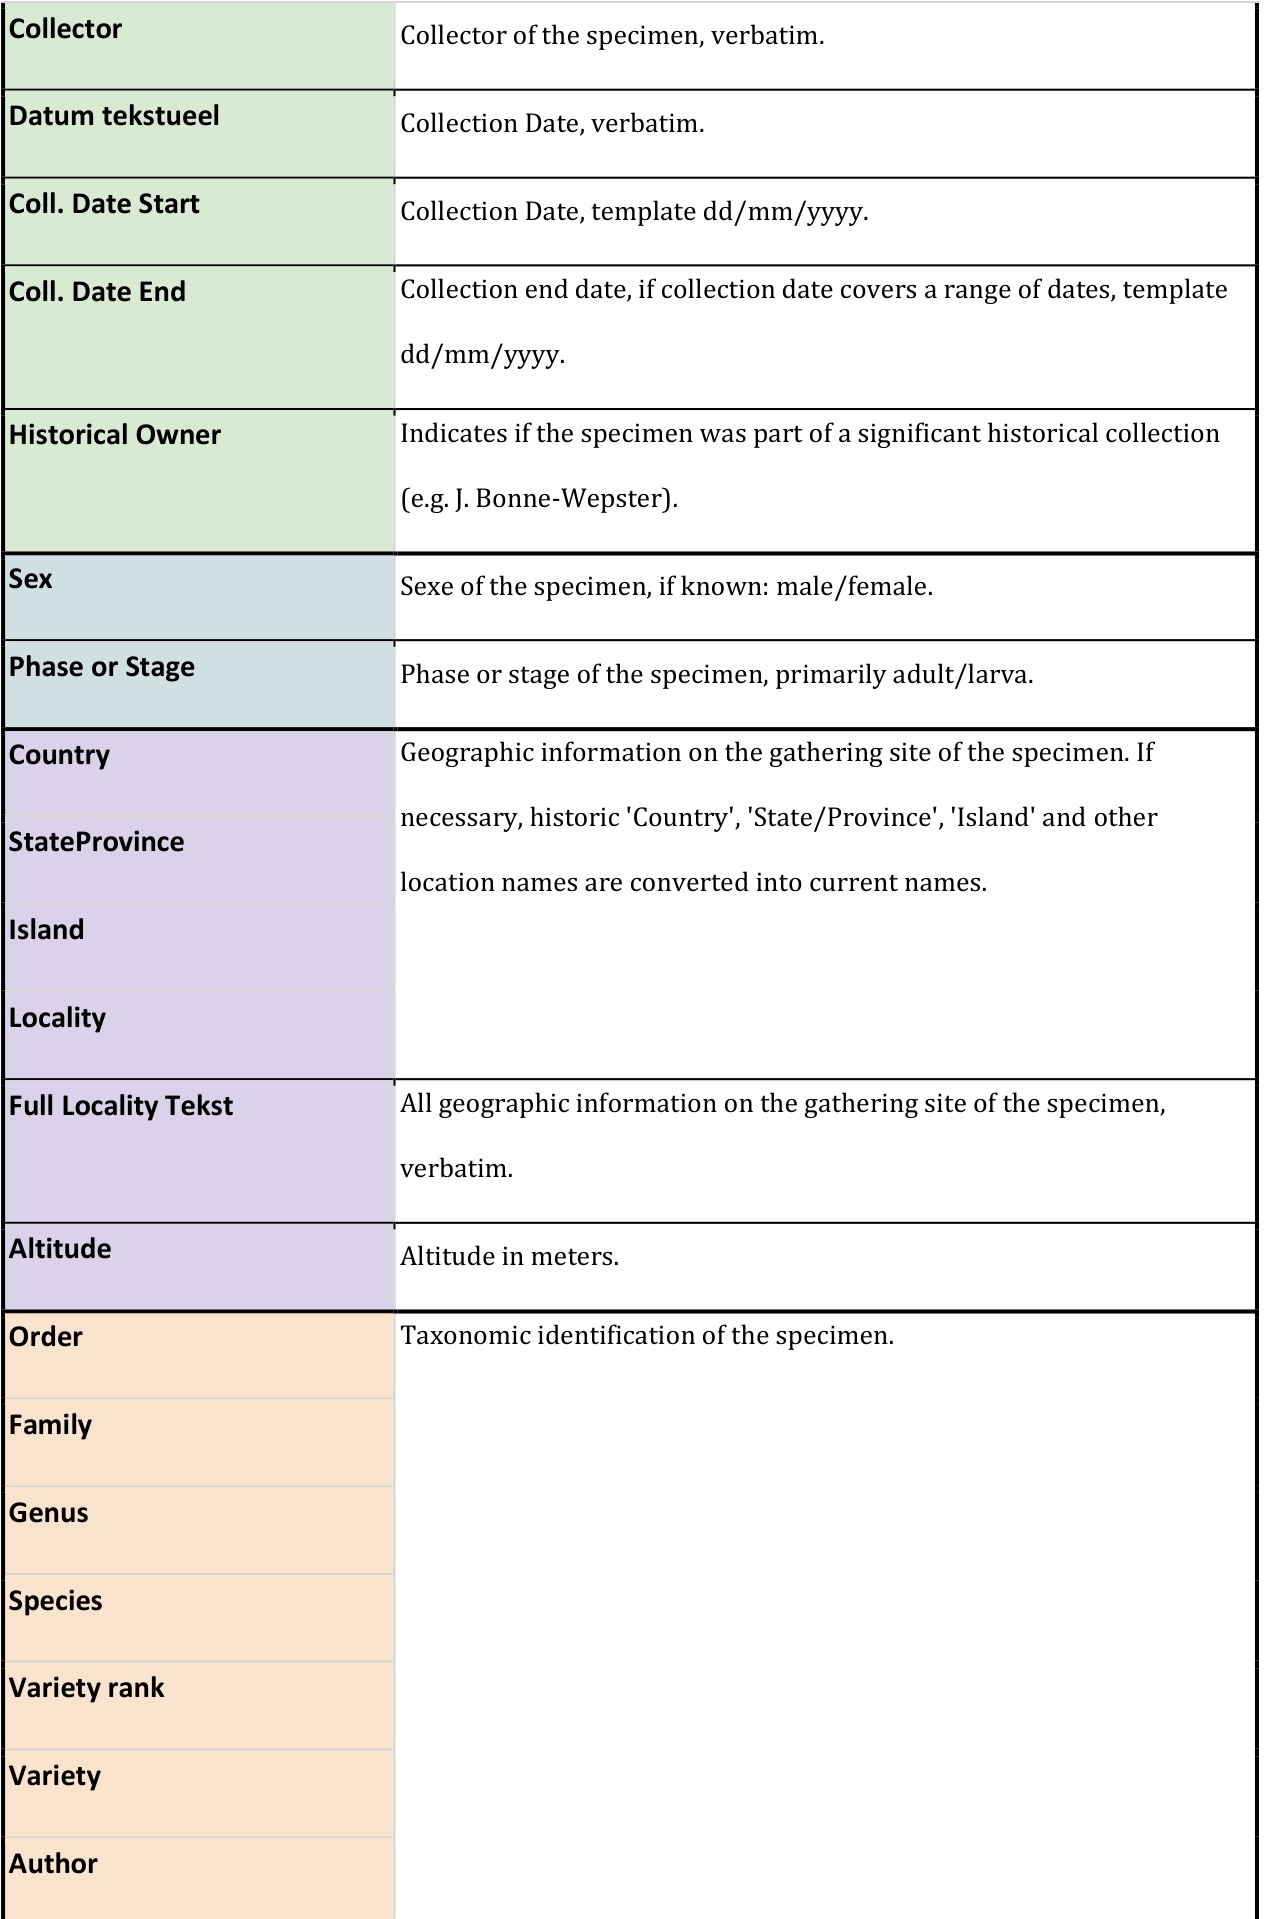 Collector
Collector of the specimen, verbatim.
Datum tekstueel
Collection Date, verbatim.
Coll. Date Start
Collection Date, template dd/mm/yyyy.
Coll. Date End
Collection end date, if collection date covers a range of dates, template
dd/mm/yyyy.
Historical Owner
Indicates if the specimen was part of a significant historical collection
(e.g. J. Bonne-Wepster).
Sex
Sexe of the specimen, if known: male/female.
Phase or Stage
Phase or stage of the specimen, primarily adult/larva.
Country
StateProvince
Island
Locality
Geographic information on the gathering site of the specimen. If
necessary, historic 'Country', 'State/Province', 'Island' and other
location names are converted into current names.
Full Locality Tekst
All geographic information on the gathering site of the specimen,
verbatim.
Altitude
Altitude in meters.
Order
Family
Genus
Species
Variety rank
Variety
Author
Taxonomic identification of the specimen.